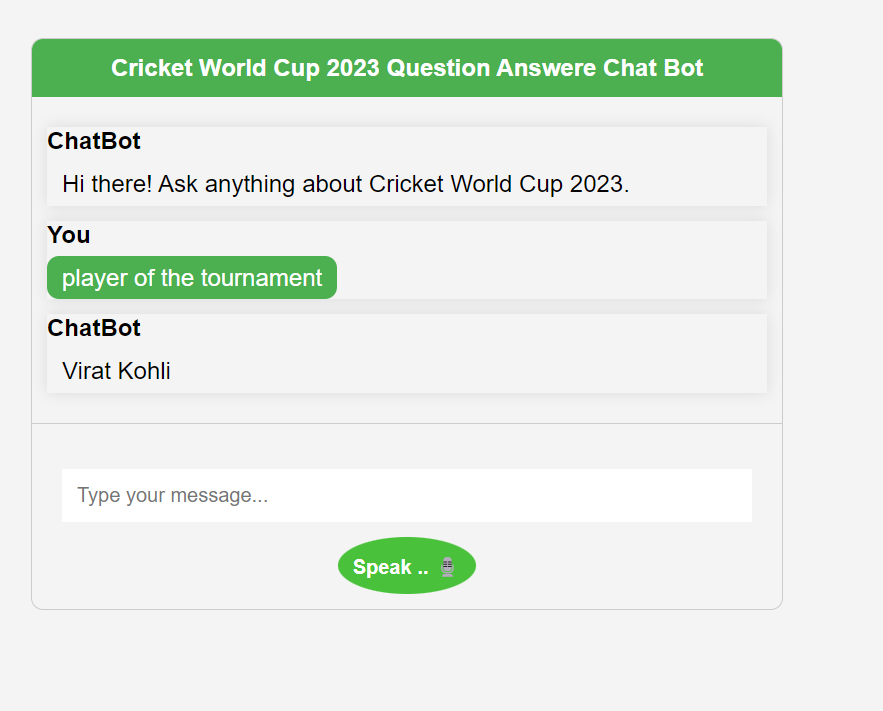 Cricket World Cup 2023 Question Answere Chat Bot
ChatBot
Hi there! Ask anything about Cricket World Cup 2023.
You
player of the tournament
ChatBot
Virat Kohli
Type your message...
Speak ..